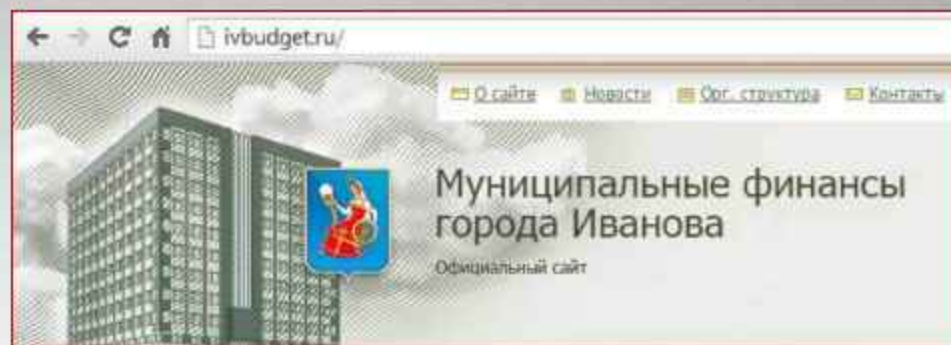 ivbudget.ru/
О сайте Новости Орг. структура Контакты
Муниципальные финансы
города Иванова
Официальный сайт